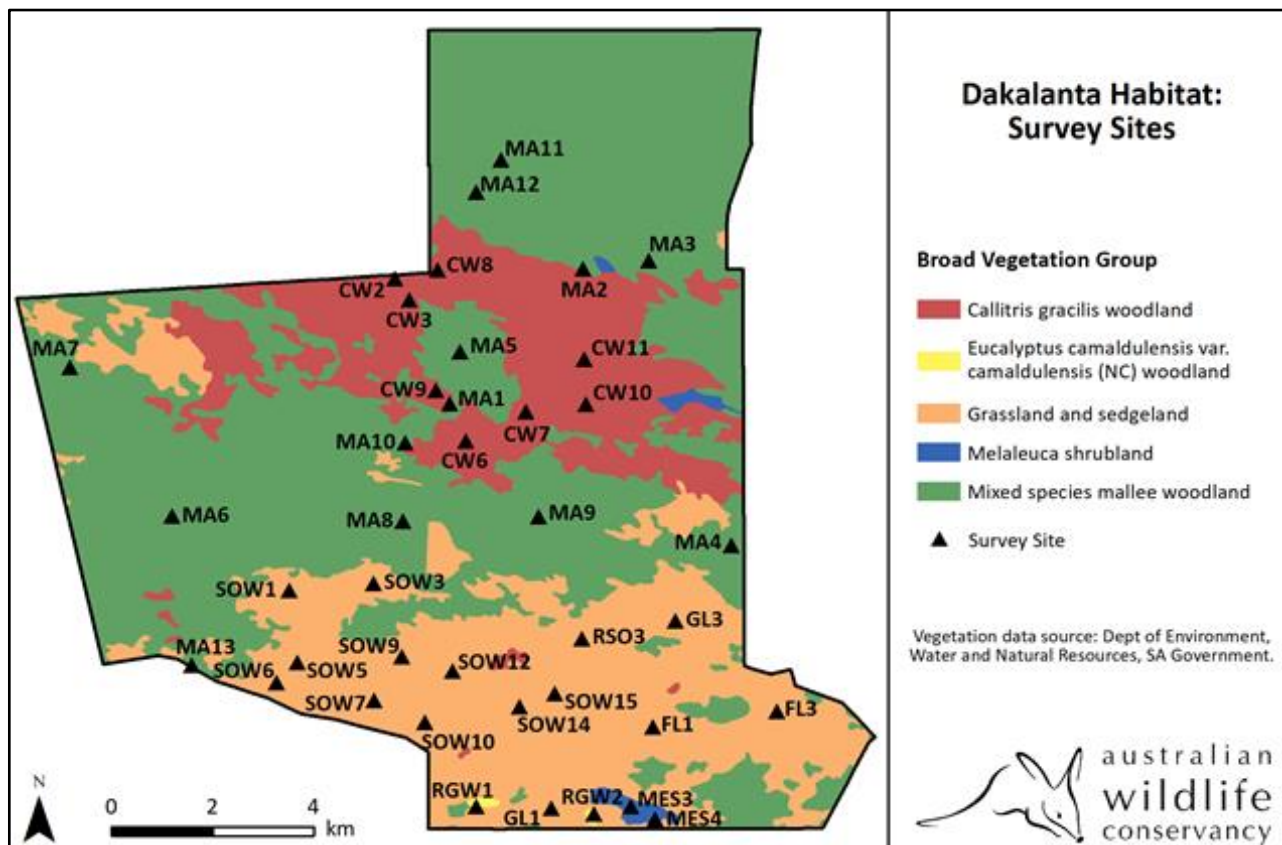 Dakalanta Habitat:
Survey Sites
MA11
MA12
MA3
CW8
CW2
MA2
CW3
MA5
MA7
CW11
CW9
MA1
CW10
CW7
MA10
CW6
MA6
MA8
MA9
MA4
SOW1
SOW3
GL3
RSO3
SOW9
MA13
SOW12
SOW6
SOW5
SOW7
SOW15
SOW14
FL1
FL3
SOW10
RGW1
RGW2
MES3
GL1
MES4
N
0 2 4
km
Broad Vegetation Group
Callitris gracilis woodland
Eucalyptus camaldulensis var.
camaldulensis (NC) woodland
Grassland and sedgeland
Melaleuca shrubland
Mixed species mallee woodland
Survey Site
Vegetation data source: Dept of Environment,
Water and Natural Resources, SA Government.
australian
wildlife
conservancy